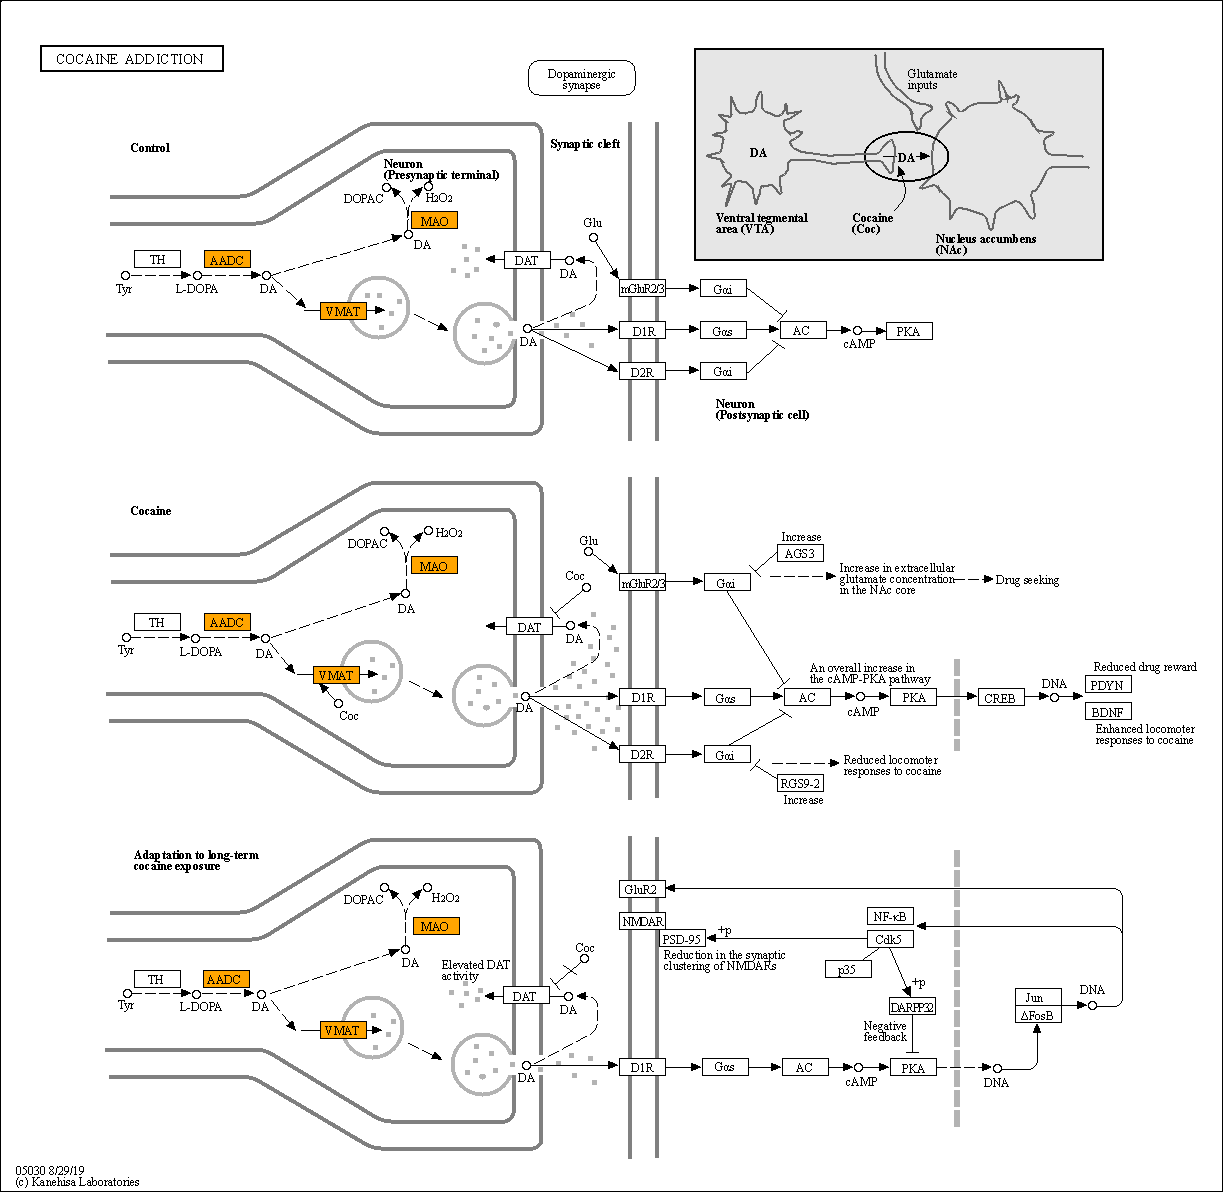 COCAINE ADDICTION
Dopaminergic
synapse
Glutamate
inputs
DA
DA
Ventral tegmental
area (VTA)
Cocaine
(Coc)
Nucleus accumbens
(NAc)
Control
Synaptic cleft
Neuron
(Presynaptic terminal)
DOPAC
H2O2
MAO
DA
TH
AADC
Tyr
L-DOPA
DA
VMAT
DAT
DA
DA
Glu
mGluR2/3
Gαi
D1R
Gαs
AC
cAMP
PKA
D2R
Gαi
Neuron
(Postsynaptic cell)
Cocaine
DOPAC
H2O2
MAO
DA
TH
AADC
Tyr
L-DOPA
DA
VMAT
Coc
DAT
DA
DA
Glu
Coc
mGluR2/3
Gαi
Increase
AGS3
Increase in extracellular
glutamate concentration
in the NAc core
Drug seeking
An overall increase in
the cAMP-PKA pathway
D1R
Gαs
AC
cAMP
PKA
CREB
DNA
Reduced drug reward
PDYN
BDNF
Enhanced locomoter
responses to cocaine
D2R
Gαi
Reduced locomoter
responses to cocaine
RGS9-2
Increase
Adaptation to long-term
cocaine exposure
DOPAC
H2O2
MAO
DA
TH
AADC
Tyr
L-DOPA
DA
VMAT
Elevated DAT
activity
DAT
DA
DA
Coc
GluR2
NMDAR
PSD-95
+p
Reduction in the synaptic
clustering of NMDARs
NF-κB
Cdk5
p35
+p
DARPP32
Negative
feedback
D1R
Gαs
AC
cAMP
PKA
DNA
Jun
ΔFosB
DNA
05030 8/29/19
(c) Kanehisa Laboratories